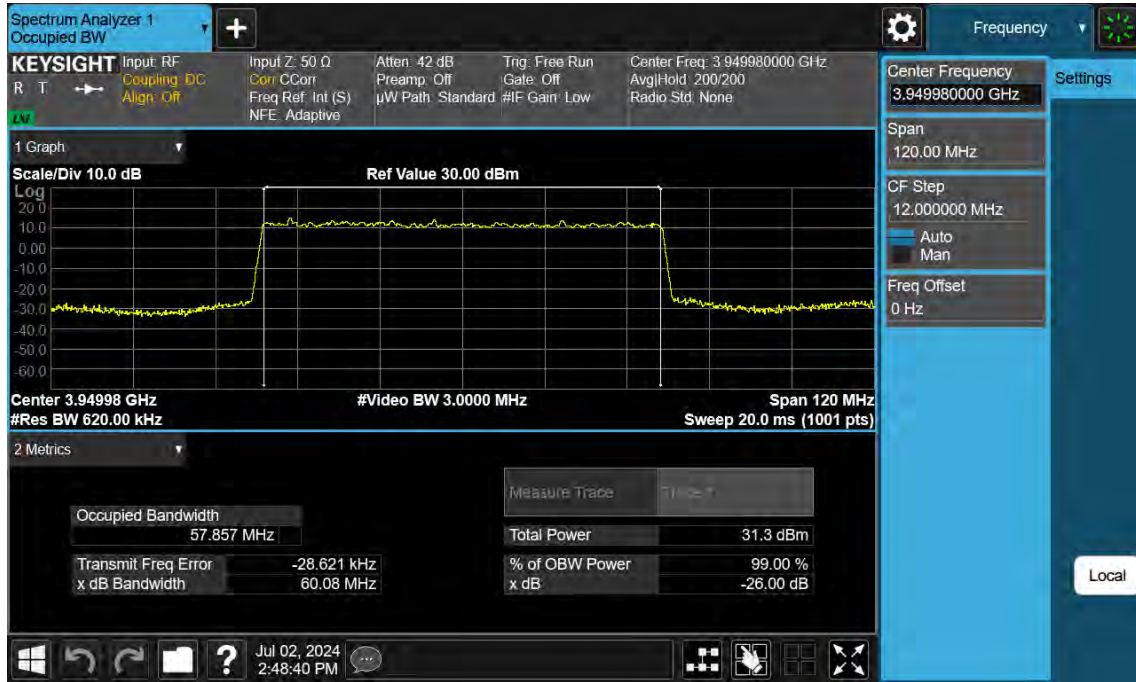 Spectrum Analyzer 1
Occupied BW
Frequency
KEYSIGHT
R T
LXI
Input: RF
Coupling: DC
Align: Off
Input Z: 50 Ω
Corr CCorr
Freq Ref: Int (S)
NFE: Adaptive
Atten: 42 dB
Preamp: Off
µW Path: Standard
Trig: Free Run
Gate: Off
#IF Gain: Low
Center Freq: 3.949980000 GHz
Avg|Hold: 200/200
Radio Std: None
Center Frequency
3.949980000 GHz
Settings
Span
120.00 MHz
CF Step
12.000000 MHz
Auto
Man
Freq Offset
0 Hz
Local
1 Graph
Scale/Div 10.0 dB
Ref Value 30.00 dBm
Log
20.0
10.0
0.00
-10.0
-20.0
-30.0
-40.0
-50.0
-60.0
Center 3.94998 GHz
#Video BW 3.0000 MHz
Span 120 MHz
#Res BW 620.00 kHz
Sweep 20.0 ms (1001 pts)
2 Metrics
Measure Trace
Trace 1
Occupied Bandwidth
57.857 MHz
Total Power 31.3 dBm
Transmit Freq Error -28.621 kHz
% of OBW Power 99.00 %
x dB Bandwidth 60.08 MHz
x dB -26.00 dB
Jul 02, 2024
2:48:40 PM